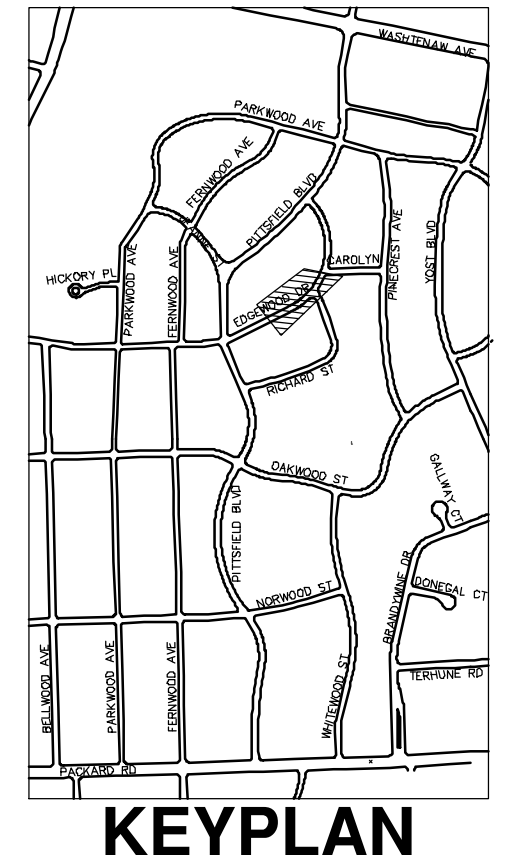 WASHTENAW AVE
PARKWOOD AVE
FERNWOOD AVE
PITTSFIELD BLVD
CAROLYN
PINECREST AVE
YOST BLVD
HICKORY PL
PARKWOOD AVE
FERNWOOD AVE
EDGEWOOD DR
RICHARD ST
OAKWOOD ST
GALLWAY CT
PITTSFIELD BLVD
BRANDYWINE DR
DONEGAL CT
NORWOOD ST
TERHUNE RD
BELLWOOD AVE
PARKWOOD AVE
FERNWOOD AVE
WHITEWOOD ST
PACKARD RD
KEYPLAN